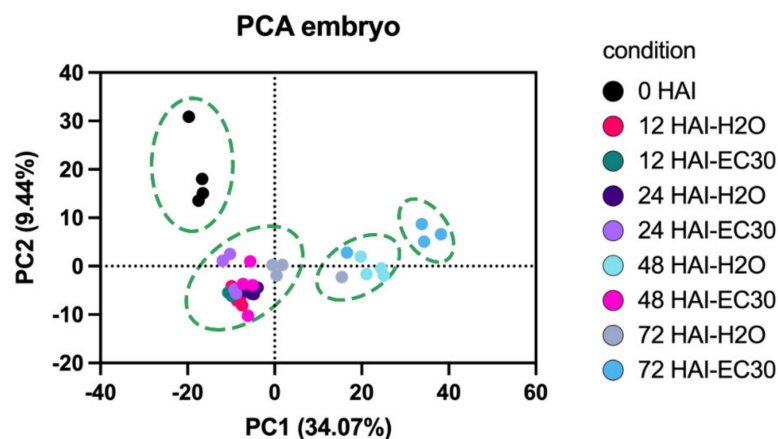 PCA embryo
condition
0 HAI
12 HAI-H2O
12 HAI-EC30
24 HAI-H2O
24 HAI-EC30
48 HAI-H2O
48 HAI-EC30
72 HAI-H2O
72 HAI-EC30
PC2 (9.44%)
40
30
20
10
0
-10
-20
-40
-20
0
20
40
60
PC1 (34.07%)